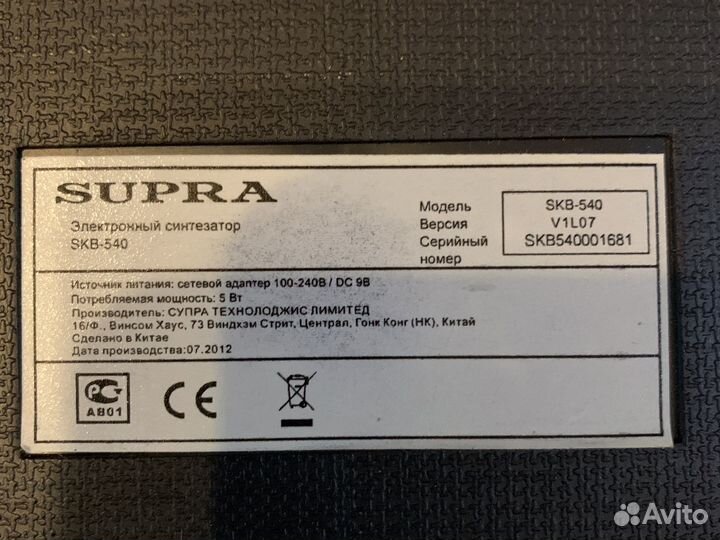 SUPRA
Электронный синтезатор
SKB-540
Модель SKB-540
Версия V1L07
Серийный номер SKB540001681
Источник питания: сетевой адаптер 100-240В / DC 9В
Потребляемая мощность: 5 Вт
Производитель: СУПРА ТЕХНОЛОДЖИС ЛИМИТЕД
16/Ф., Винсом Хаус, 73 Виндхэм Стрит, Централ, Гонк Конг (НК), Китай
Сделано в Китае
Дата производства:07.2012
РСТ
АВ01
CE
Avito